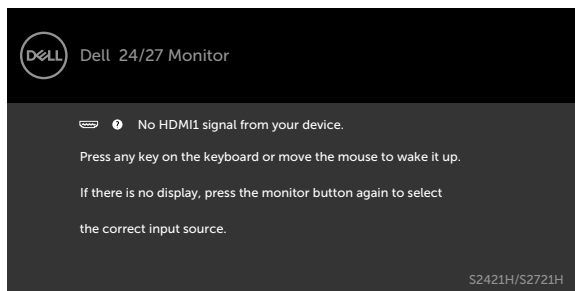 DELL
Dell 24/27 Monitor
? No HDMI1 signal from your device.
Press any key on the keyboard or move the mouse to wake it up.
If there is no display, press the monitor button again to select
the correct input source.
S2421H/S2721H